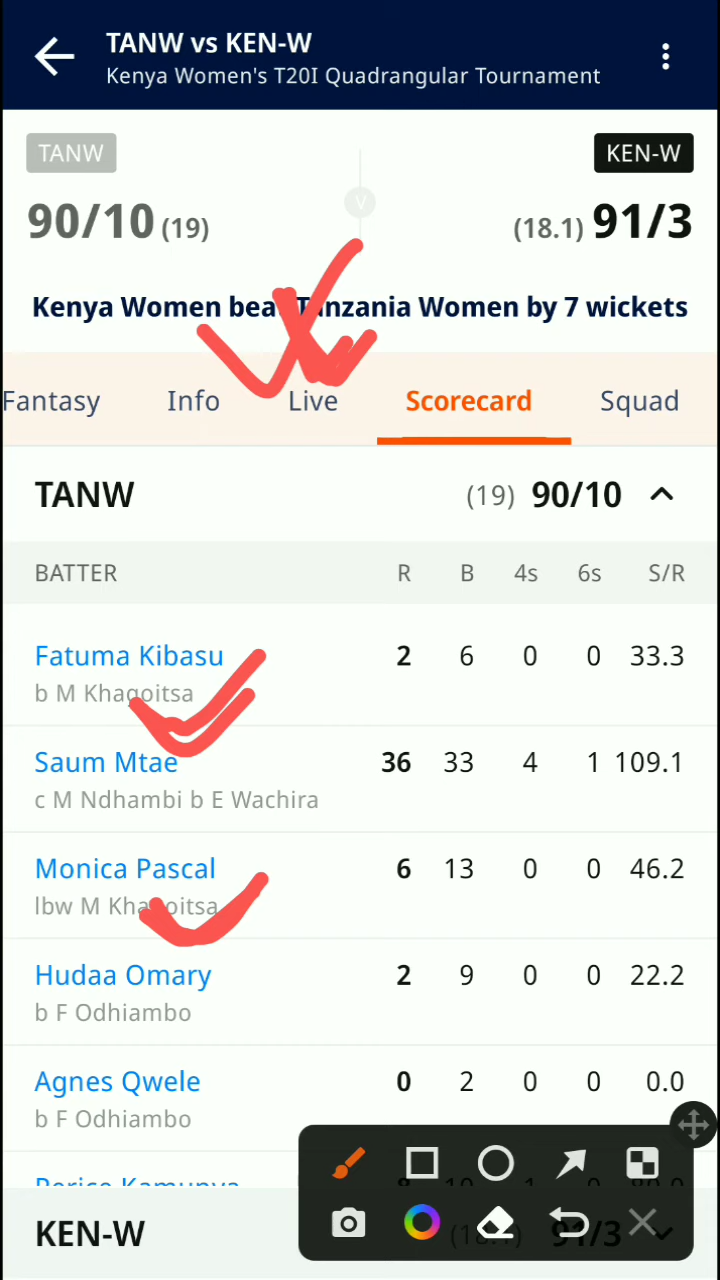 TANW vs KEN-W
Kenya Women's T20I Quadrangular Tournament
TANW KEN-W
V
90/10 (19) (18.1) 91/3
Kenya Women Tanzania Women by 7 wickets
Fantasy Info Live Scorecard Squad
TANW (19) 90/10
BATTER R B 4s 6s S/R
Fatuma Kibasu 2 6 0 0 33.3
b M Khagoitsa
Saum Mtae 36 33 4 1 109.1
c M Ndhambi b E Wachira
Monica Pascal 6 13 0 0 46.2
lbw M Khagoitsa
Hudaa Omary 2 9 0 0 22.2
b F Odhiambo
Agnes Qwele 0 2 0 0 0.0
b F Odhiambo
KEN-W (18.1) 91/3